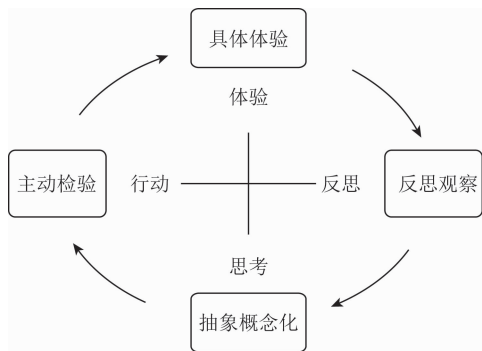 具体体验
体验
主动检验
行动
反思
反思观察
思考
抽象概念化